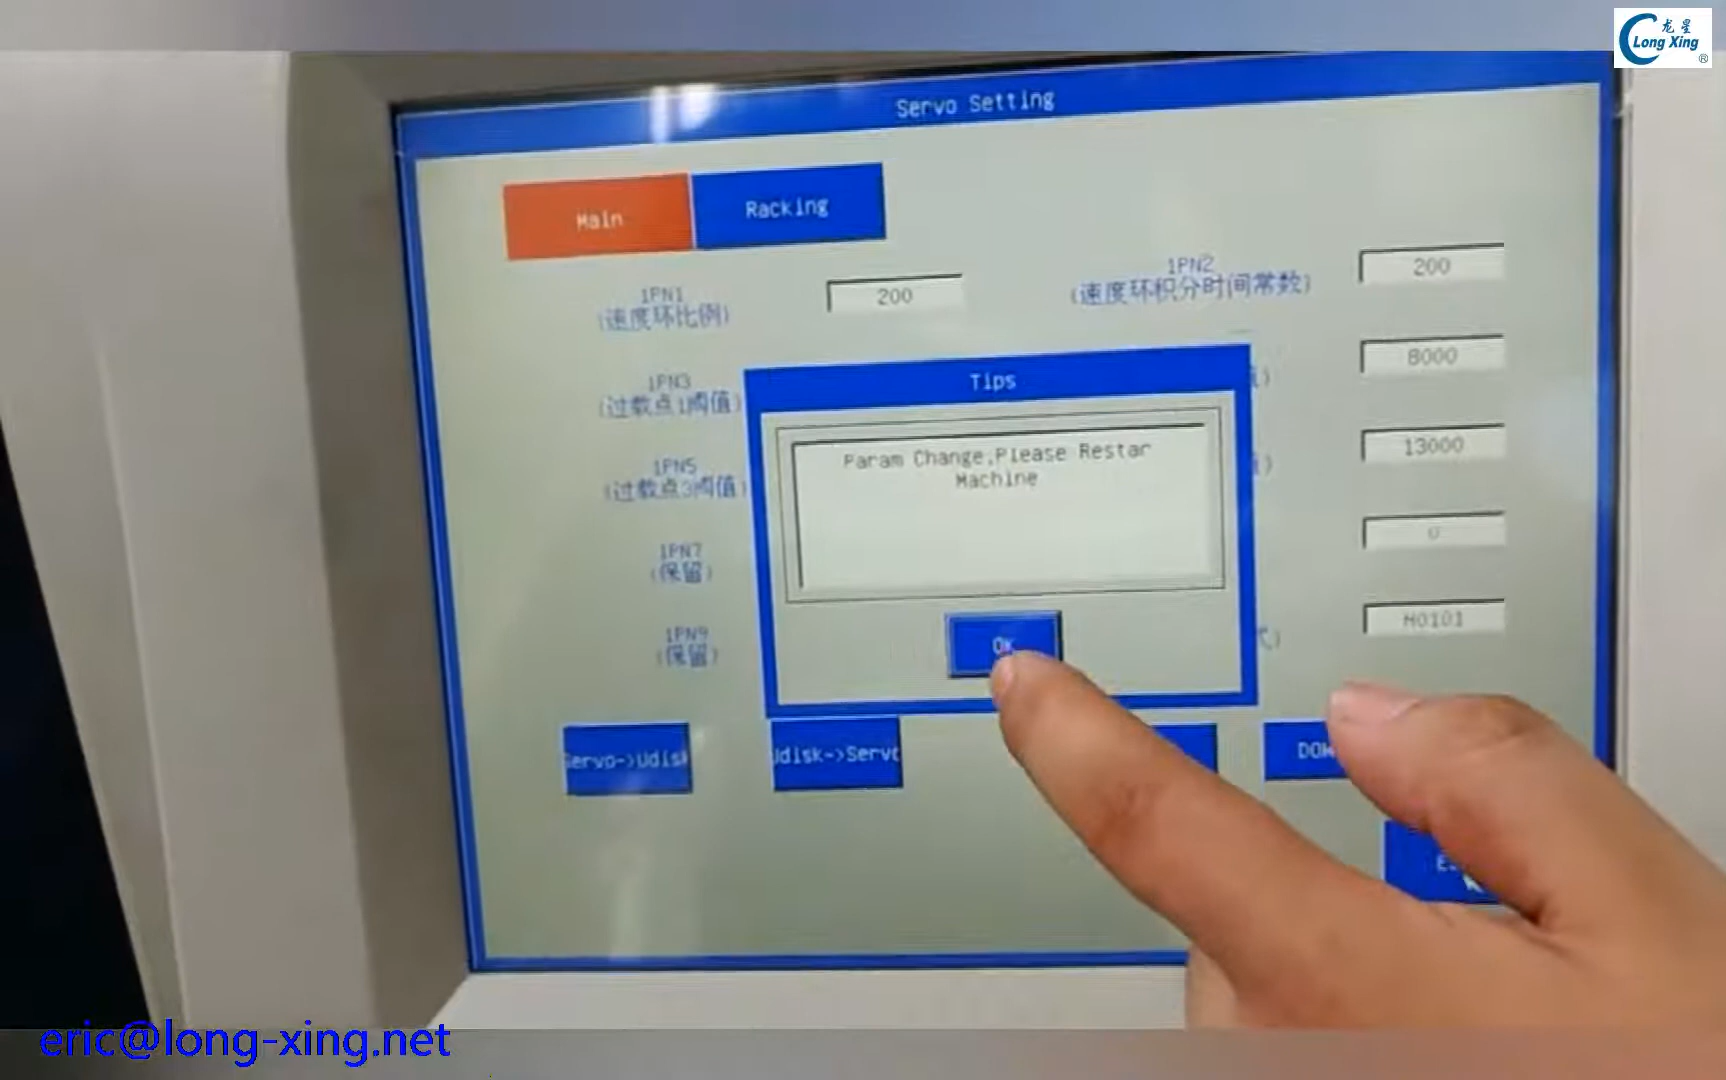 龙星
Long Xing
®
Servo Setting
Main
Racking
1PN1
(速度环比例)
200
1PN2
(速度环积分时间常数)
200
1PN3
(过载点1阈值)
8000
Tips
Param Change,Please Restar
Machine
1PN5
(过载点3阈值)
13000
1PN7
(保留)
0
1PN9
(保留)
M0101
OK
Servo->Udisk
Udisk->Servo
DOW
eric@long-xing.net